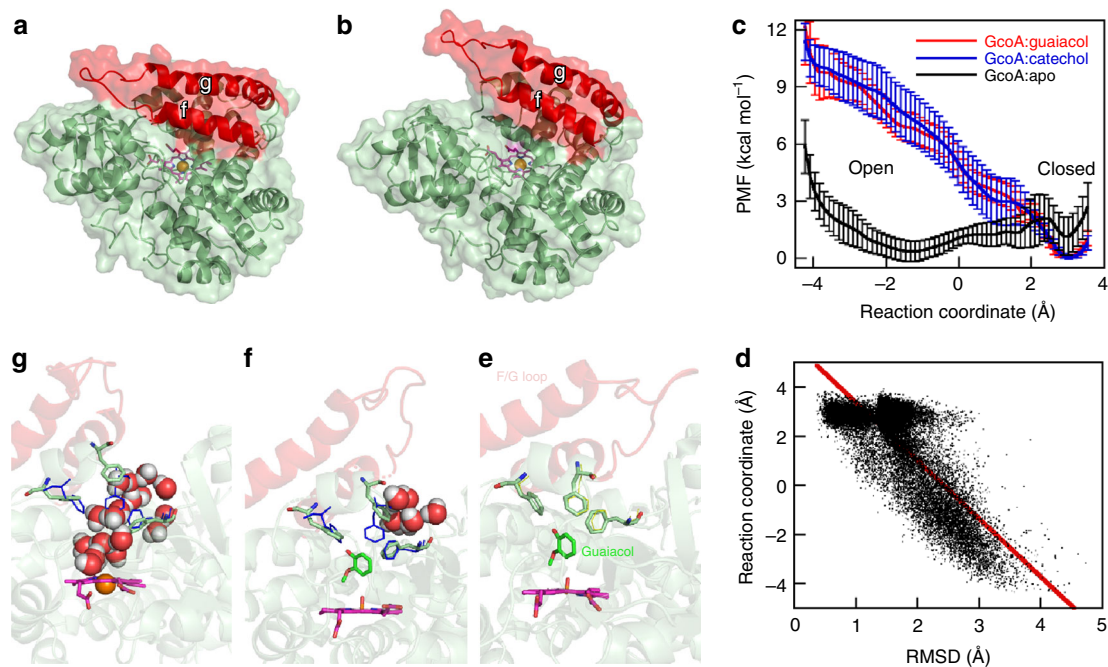 a
g
f
b
g
f
c
12
9
6
3
0
PMF (kcal mol⁻¹)
GcoA:guaiacol
GcoA:catechol
GcoA:apo
Open
Closed
−4
−2
0
2
4
Reaction coordinate (Å)
g
f
Guaiacol
e
F/G loop
d
4
2
0
−2
−4
Reaction coordinate (Å)
0
1
2
3
4
5
RMSD (Å)